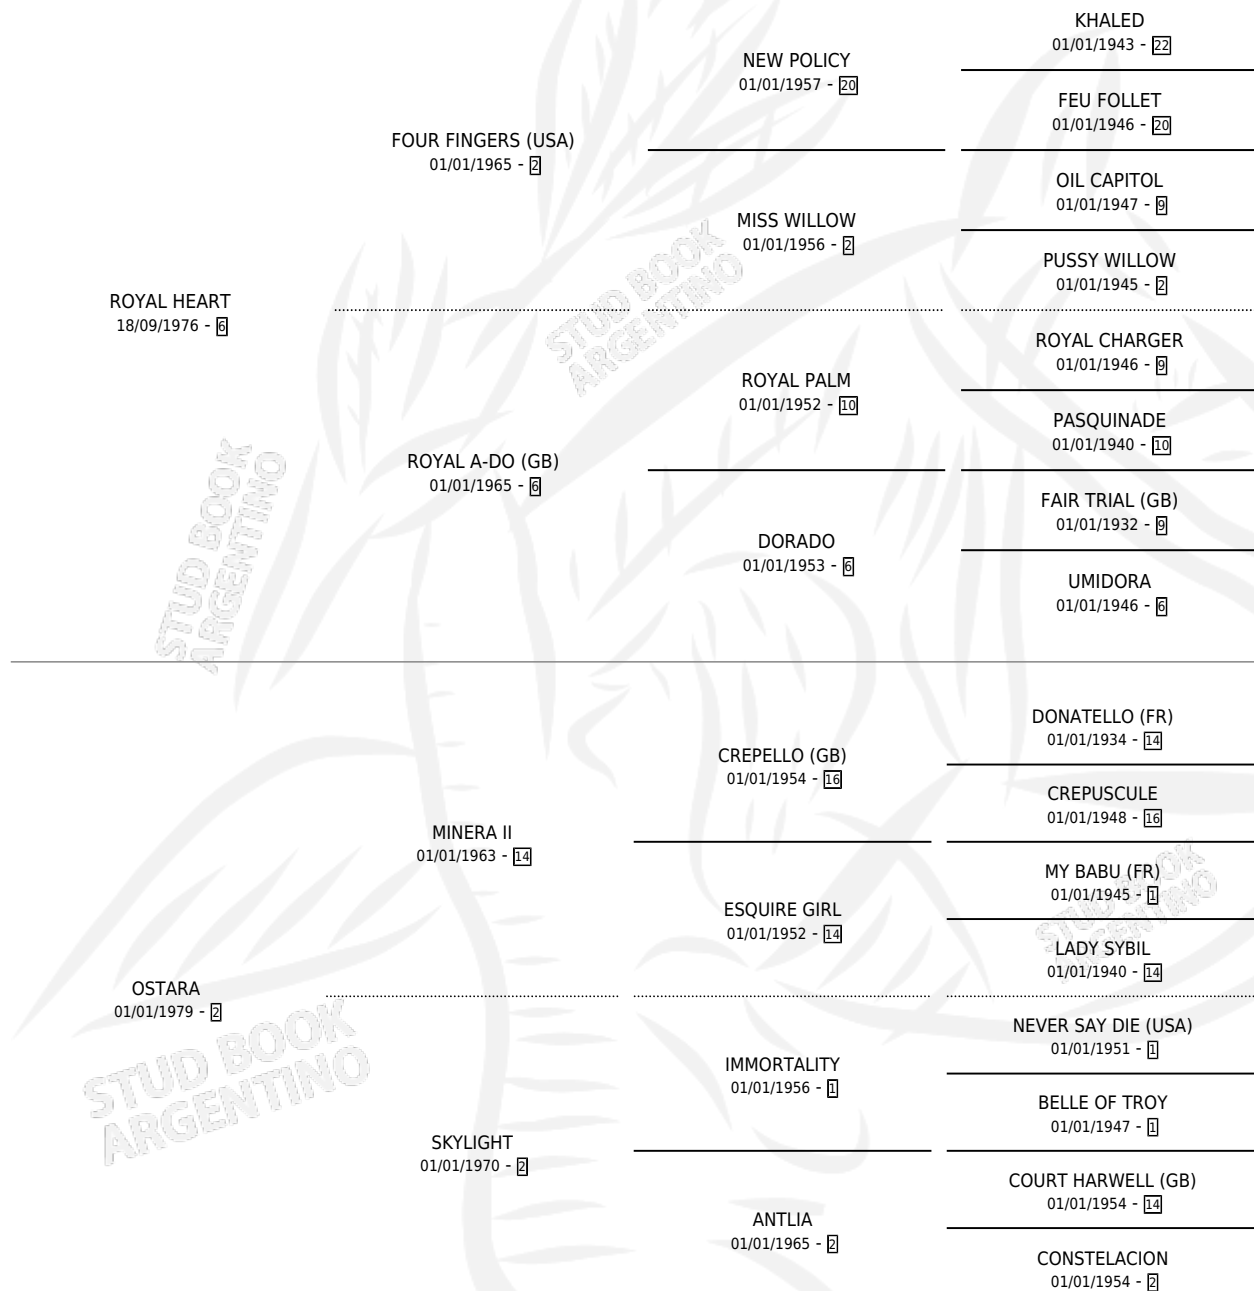 KHALED
01/01/1943 - 22
NEW POLICY
01/01/1957 - 20
FEU FOLLET
01/01/1946 - 20
FOUR FINGERS (USA)
01/01/1965 - 2
OIL CAPITOL
01/01/1947 - 9
MISS WILLOW
01/01/1956 - 2
PUSSY WILLOW
01/01/1945 - 2
ROYAL HEART
18/09/1976 - 6
STUD BOOK
ARGENTINO
ROYAL CHARGER
01/01/1946 - 9
ROYAL PALM
01/01/1952 - 10
PASQUINADE
01/01/1940 - 10
ROYAL A-DO (GB)
01/01/1965 - 6
FAIR TRIAL (GB)
01/01/1932 - 9
DORADO
01/01/1953 - 6
UMIDORA
01/01/1946 - 6
STUD BOOK
ARGENTINO
DONATELLO (FR)
01/01/1934 - 14
CREPELLO (GB)
01/01/1954 - 16
CREPUSCULE
01/01/1948 - 16
MINERA II
01/01/1963 - 14
MY BABU (FR)
01/01/1945 - 1
ESQUIRE GIRL
01/01/1952 - 14
LADY SYBIL
01/01/1940 - 14
STUD BOOK
ARGENTINO
OSTARA
01/01/1979 - 2
NEVER SAY DIE (USA)
01/01/1951 - 1
IMMORTALITY
01/01/1956 - 1
BELLE OF TROY
01/01/1947 - 1
STUD BOOK
ARGENTINO
SKYLIGHT
01/01/1970 - 2
COURT HARWELL (GB)
01/01/1954 - 14
ANTLIA
01/01/1965 - 2
CONSTELACION
01/01/1954 - 2